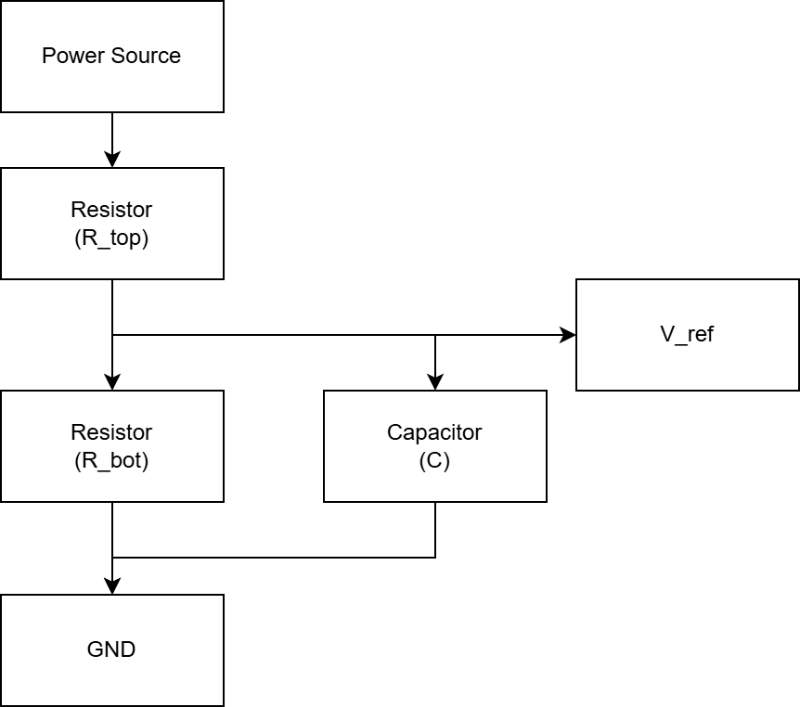 Power Source
Resistor
(R_top)
V_ref
Resistor
(R_bot)
Capacitor
(C)
GND